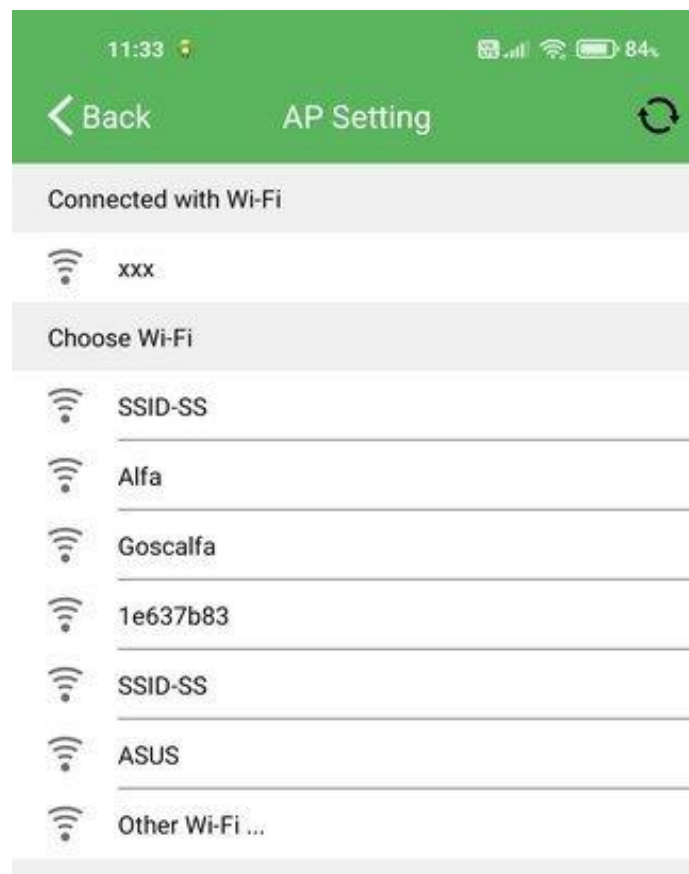 11:33 84%
Back AP Setting
Connected with Wi-Fi
xxx
Choose Wi-Fi
SSID-SS
Alfa
Goscalfa
1e637b83
SSID-SS
ASUS
Other Wi-Fi ...